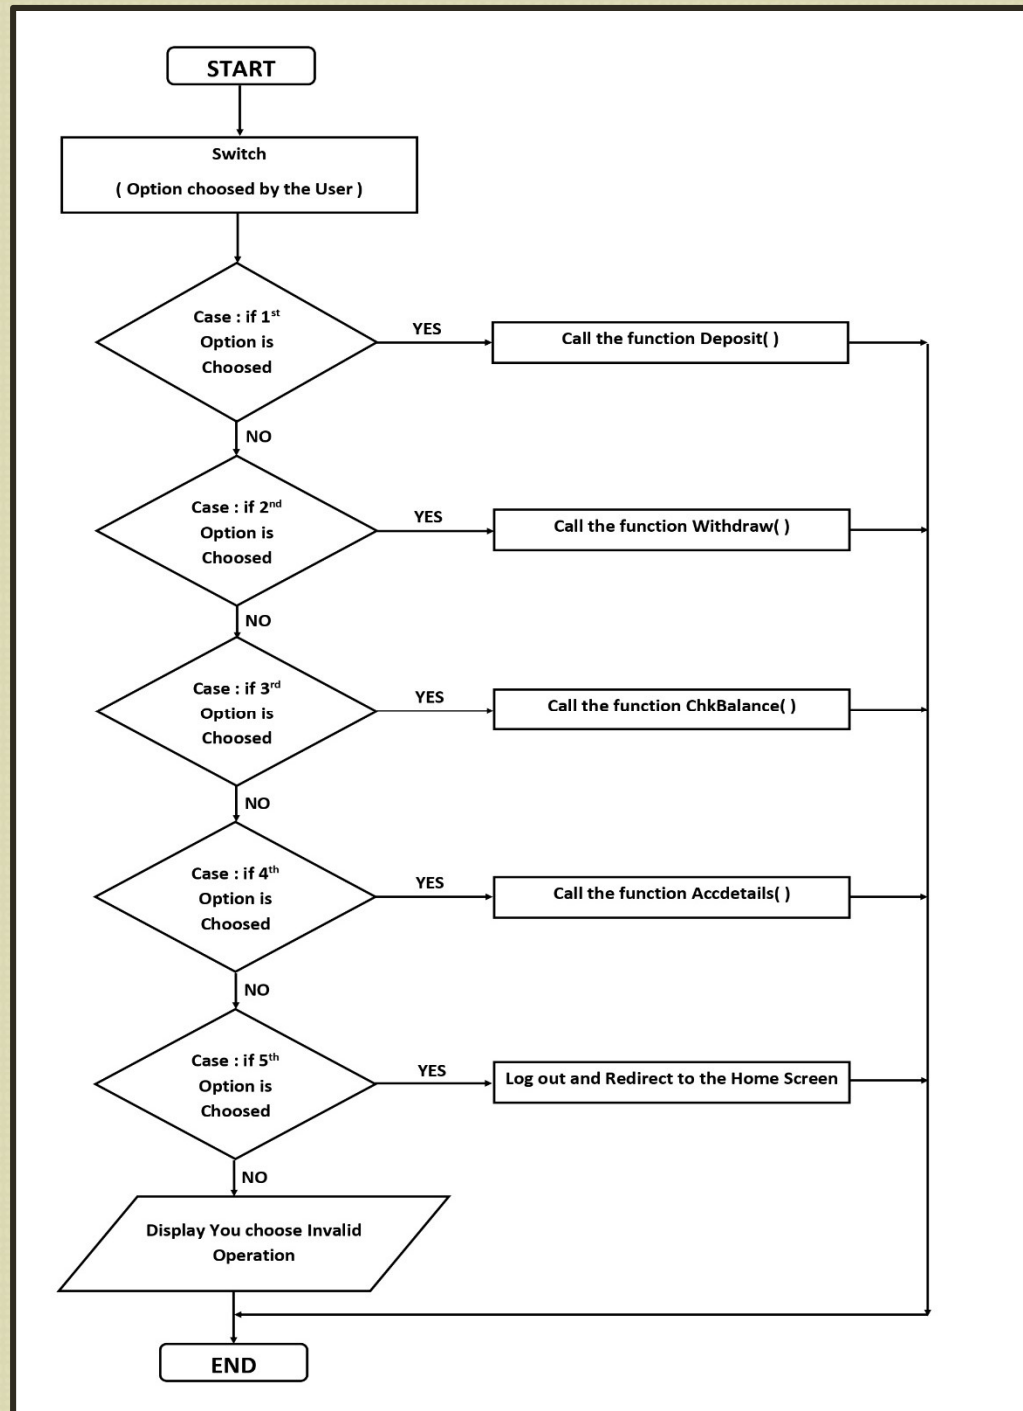 START
Switch
( Option choosed by the User )
Case : if 1st
Option is
Choosed
YES
Call the function Deposit( )
NO
Case : if 2nd
Option is
Choosed
YES
Call the function Withdraw( )
NO
Case : if 3rd
Option is
Choosed
YES
Call the function ChkBalance( )
NO
Case : if 4th
Option is
Choosed
YES
Call the function Accdetails( )
NO
Case : if 5th
Option is
Choosed
YES
Log out and Redirect to the Home Screen
NO
Display You choose Invalid
Operation
END